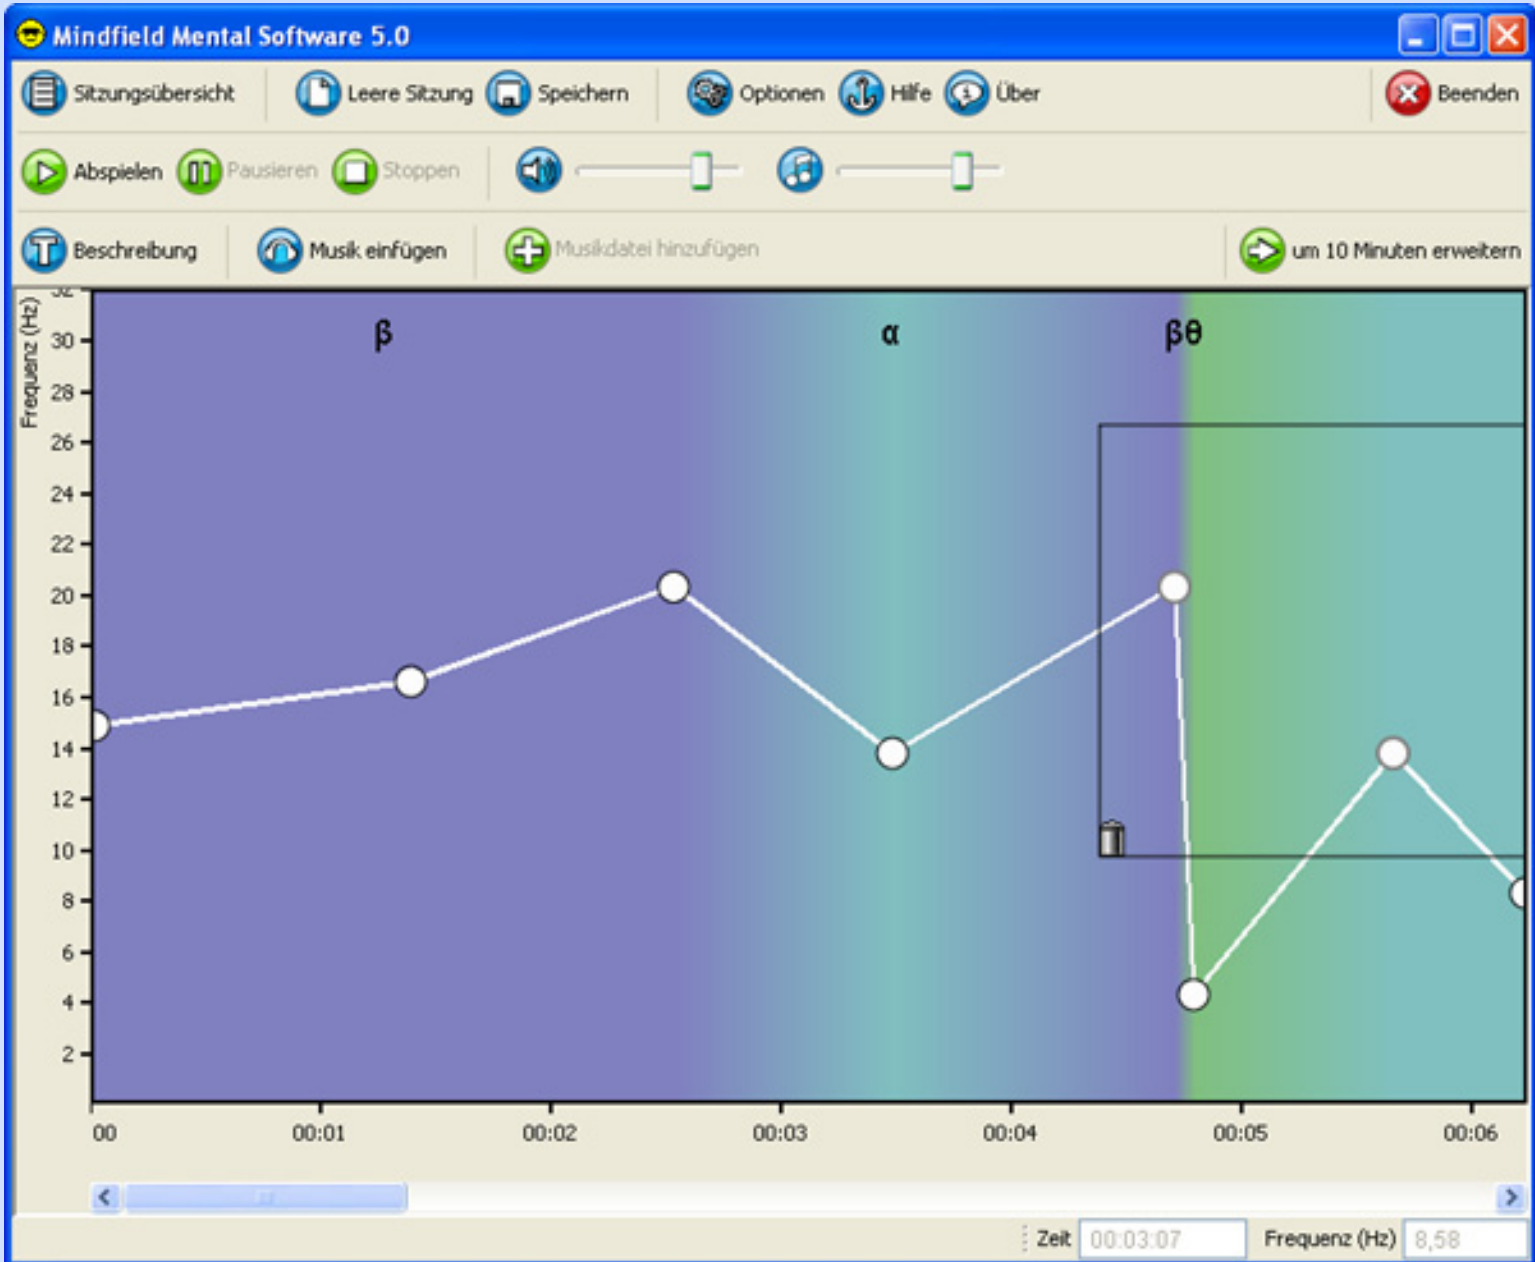 Mindfield Mental Software 5.0
Sitzungsübersicht Leere Sitzung Speichern Optionen Hilfe Über Beenden
Abspielen Pausieren Stoppen
Beschreibung Musik einfügen Musikdatei hinzufügen um 10 Minuten erweitern
Frequenz (Hz)
β α βθ
32
30
28
26
24
22
20
18
16
14
12
10
8
6
4
2
00 00:01 00:02 00:03 00:04 00:05 00:06
Zeit 00:03:07 Frequenz (Hz) 8,58